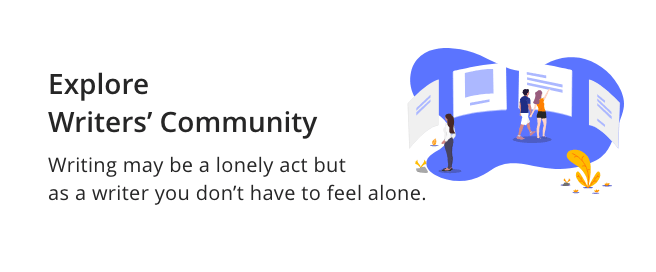 Explore
Writers’ Community
Writing may be a lonely act but
as a writer you don’t have to feel alone.